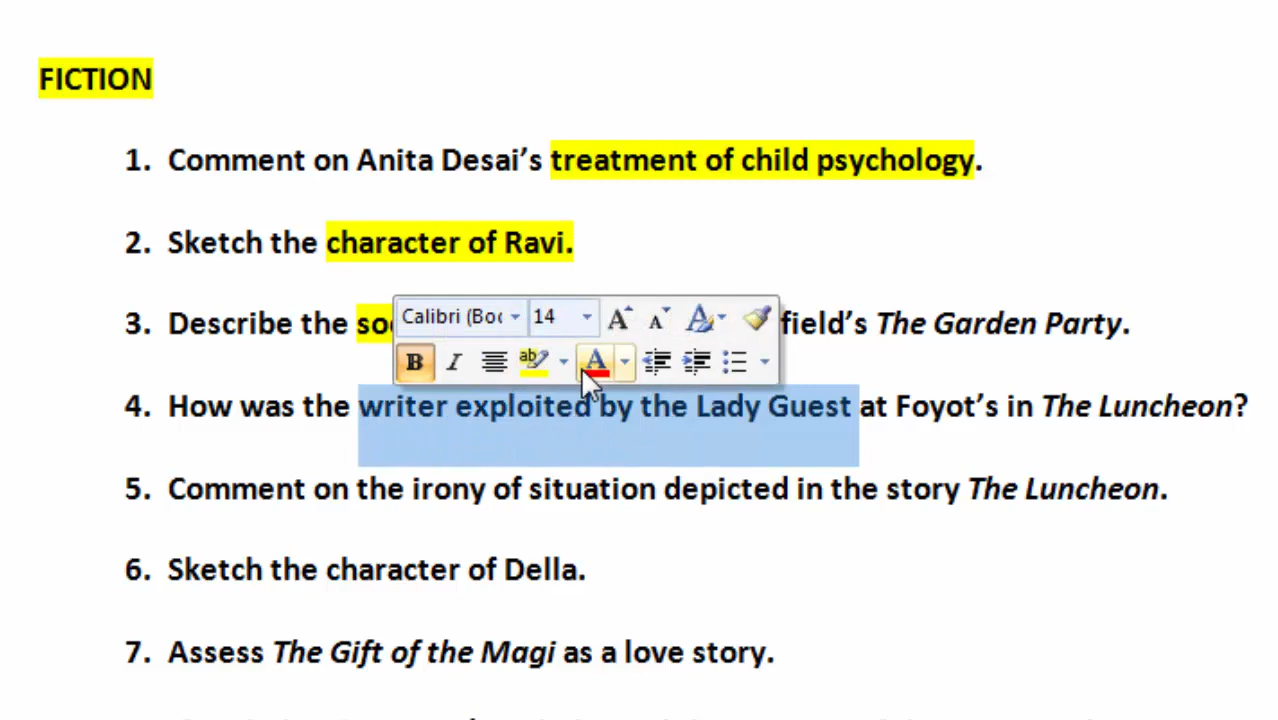 FICTION
1. Comment on Anita Desai’s treatment of child psychology.
2. Sketch the character of Ravi.
Calibri (Boo 14
3. Describe the field’s The Garden Party.
B I ab A
4. How was the writer exploited by the Lady Guest at Foyot’s in The Luncheon?
5. Comment on the irony of situation depicted in the story The Luncheon.
6. Sketch the character of Della.
7. Assess The Gift of the Magi as a love story.